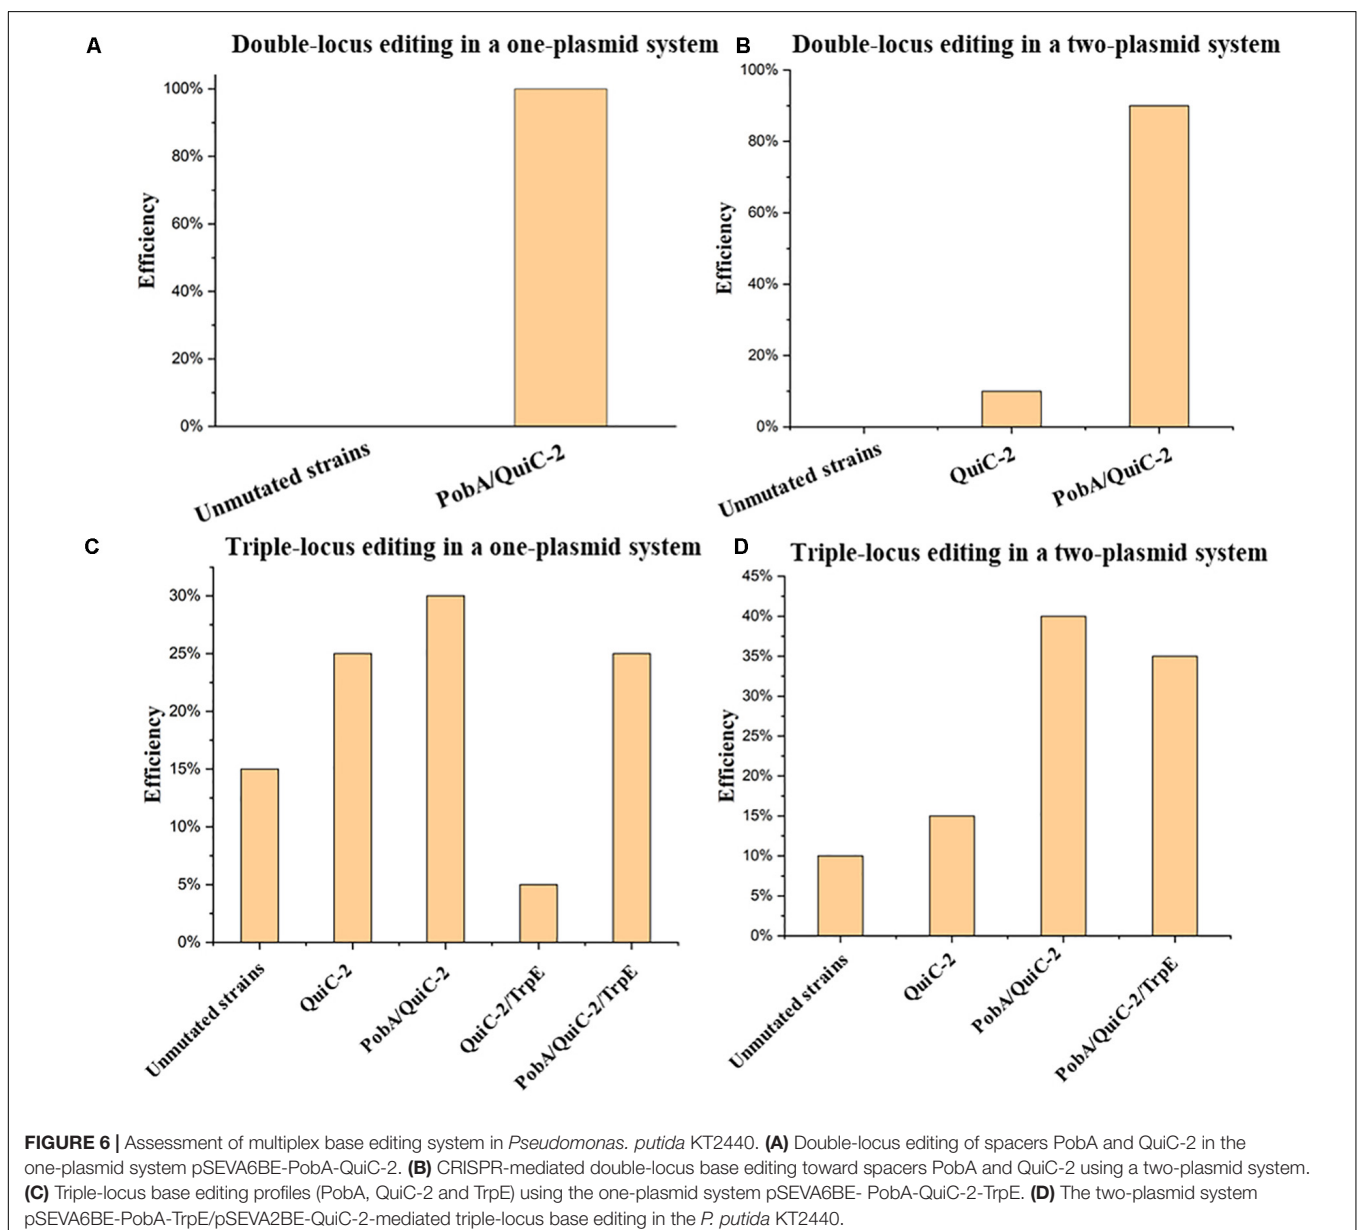 A
Double-locus editing in a one-plasmid system
Efficiency
100%
80%
60%
40%
20%
0%
Unmutated strains
PobA/QuiC-2
B
Double-locus editing in a two-plasmid system
Efficiency
100%
80%
60%
40%
20%
0%
Unmutated strains
QuiC-2
PobA/QuiC-2
C
Triple-locus editing in a one-plasmid system
Efficiency
30%
25%
20%
15%
10%
5%
0%
Unmutated strains
QuiC-2
PobA/QuiC-2
QuiC-2/TrpE
PobA/QuiC-2/TrpE
D
Triple-locus editing in a two-plasmid system
Efficiency
45%
40%
35%
30%
25%
20%
15%
10%
5%
0%
Unmutated strains
QuiC-2
PobA/QuiC-2
PobA/QuiC-2/TrpE
FIGURE 6 | Assessment of multiplex base editing system in Pseudomonas. putida KT2440. (A) Double-locus editing of spacers PobA and QuiC-2 in the
one-plasmid system pSEVA6BE-PobA-QuiC-2. (B) CRISPR-mediated double-locus base editing toward spacers PobA and QuiC-2 using a two-plasmid system.
(C) Triple-locus base editing profiles (PobA, QuiC-2 and TrpE) using the one-plasmid system pSEVA6BE- PobA-QuiC-2-TrpE. (D) The two-plasmid system
pSEVA6BE-PobA-TrpE/pSEVA2BE-QuiC-2-mediated triple-locus base editing in the P. putida KT2440.